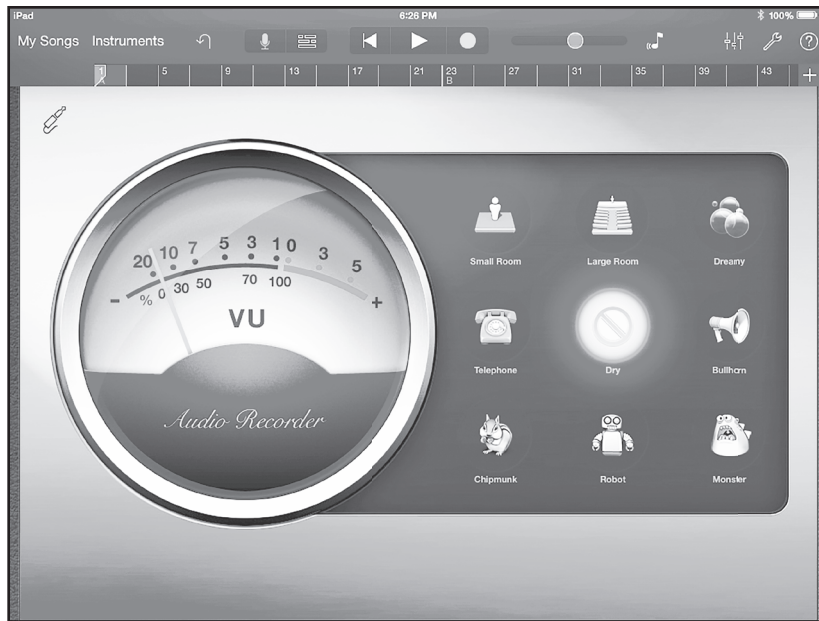 iPad 6:26 PM 100%
My Songs Instruments
1 5 9 13 17 21 23 27 31 35 39 43 +
A B
Small Room Large Room Dreamy
20 10 7 5 3 1 0 3 5
- % 0 30 50 70 100 +
VU
Telephone Dry Bullhorn
Audio Recorder
Chipmunk Robot Monster